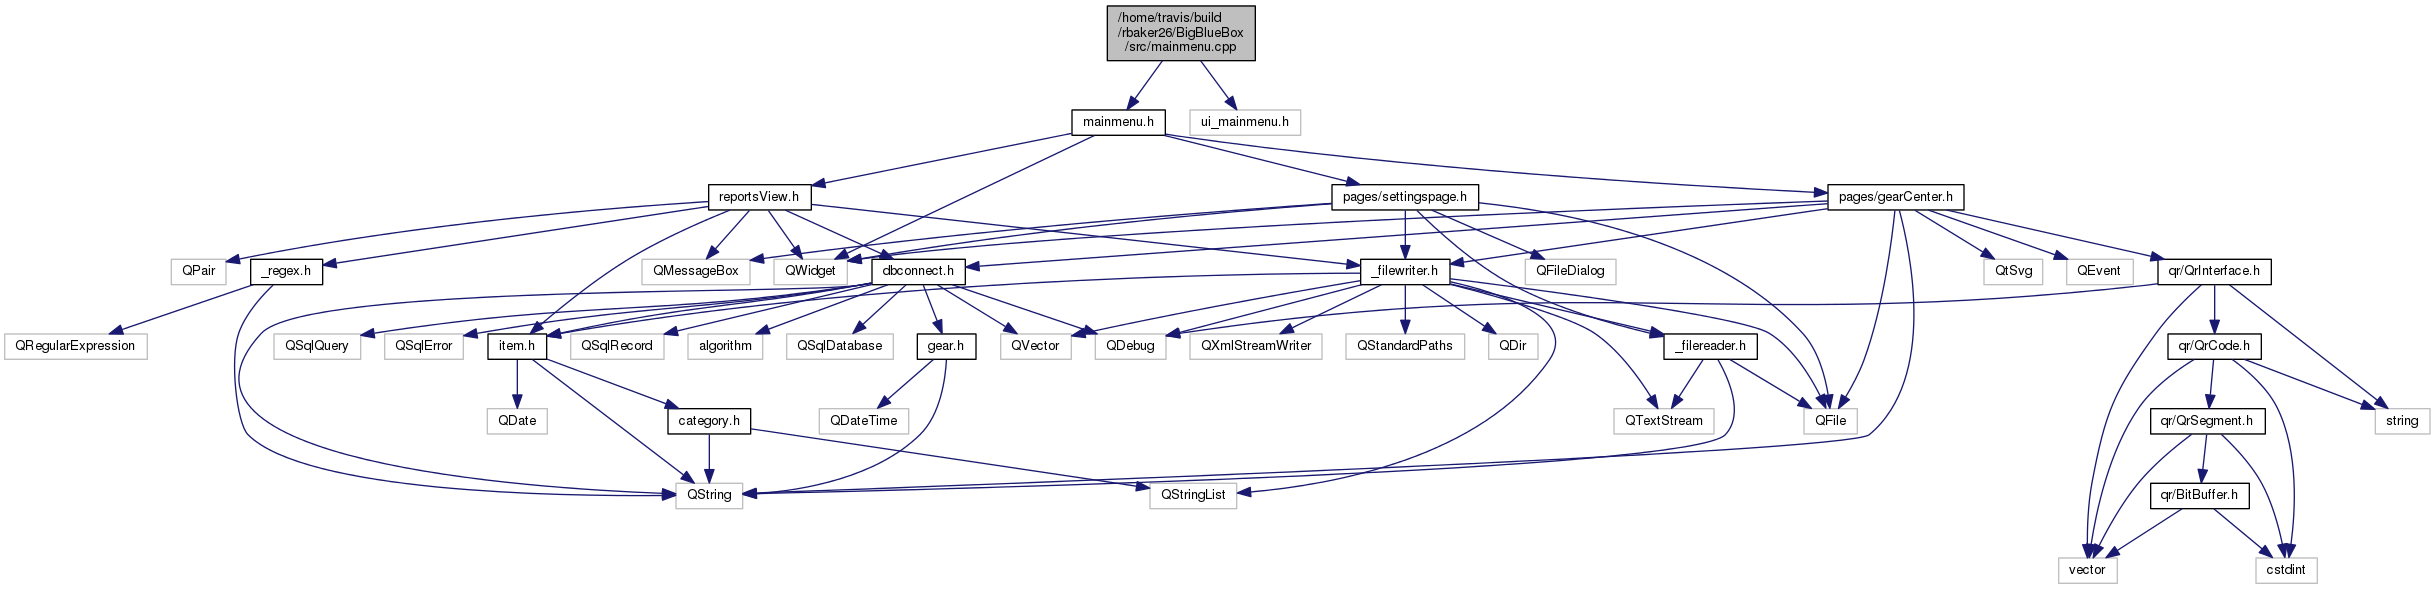 /home/travis/build
/rbaker26/BigBlueBox
/src/mainmenu.cpp
mainmenu.h
ui_mainmenu.h
reportsView.h
pages/settingspage.h
pages/gearCenter.h
QPair
_regex.h
QMessageBox
QWidget
dbconnect.h
_filewriter.h
QFileDialog
QtSvg
QEvent
qr/QrInterface.h
QRegularExpression
QSqlQuery
QSqlError
item.h
QSqlRecord
algorithm
QSqlDatabase
gear.h
QVector
QDebug
QXmlStreamWriter
QStandardPaths
QDir
_filereader.h
qr/QrCode.h
QDate
category.h
QDateTime
QTextStream
QFile
qr/QrSegment.h
string
QString
QStringList
qr/BitBuffer.h
vector
cstdint